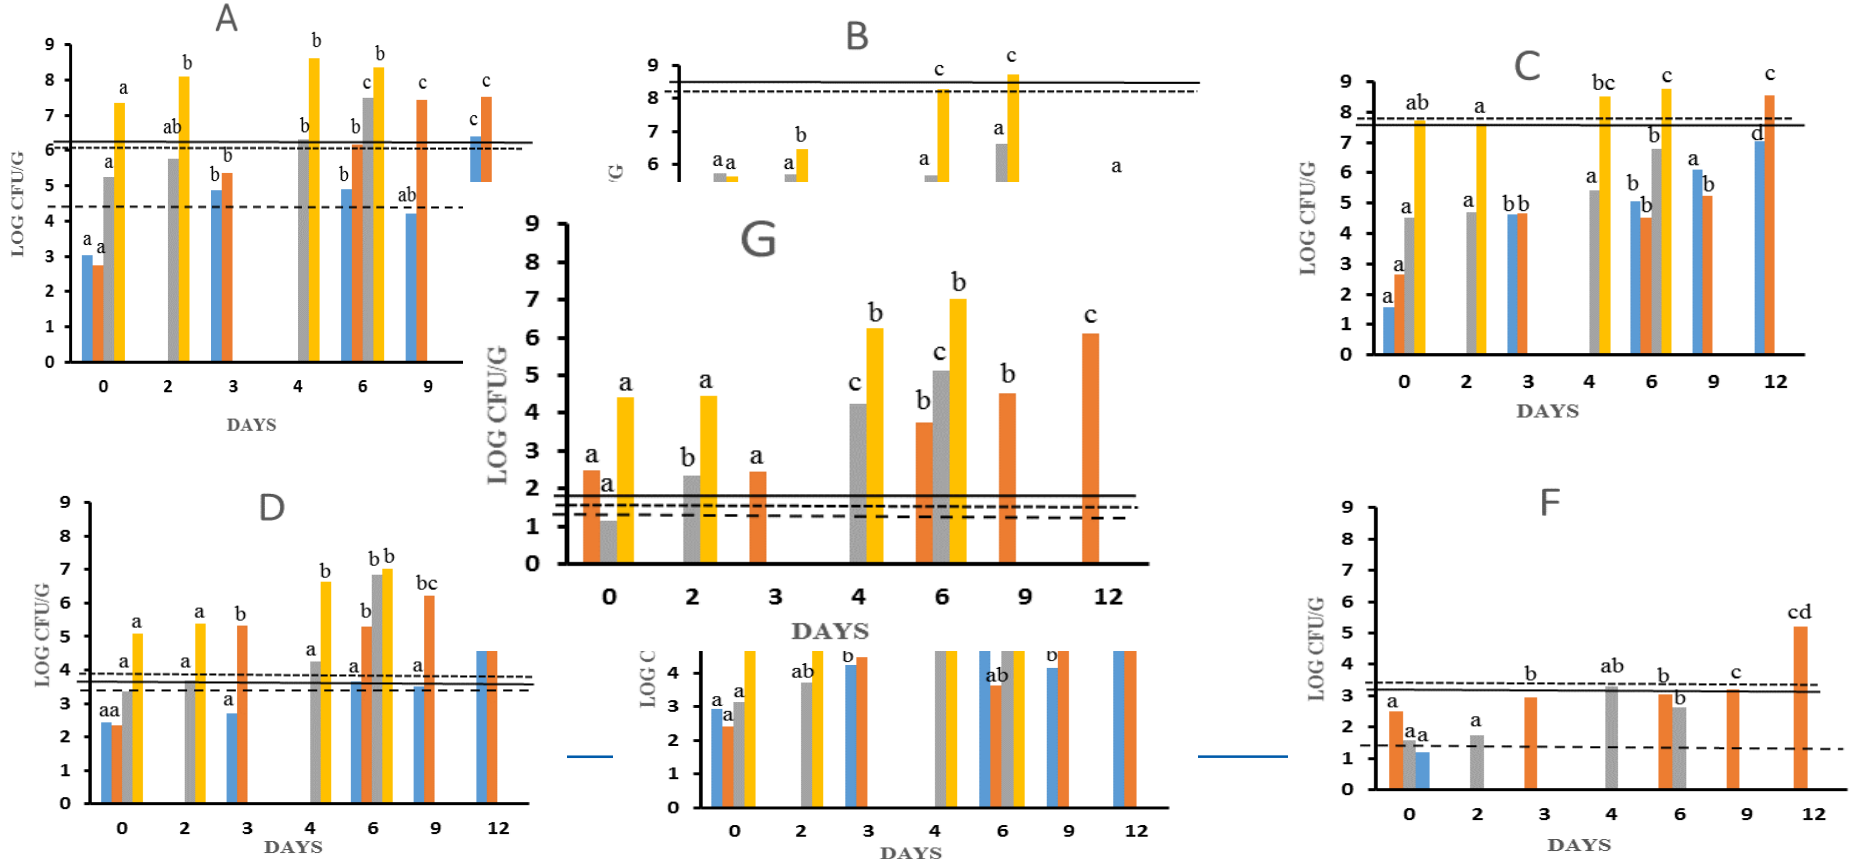 A
9
8
7
6
5
4
3
2
1
0
LOG CFU/G
a a a a
ab b
b b
b b
b b c b
ab c
c c
0 2 3 4 6 9
DAYS
B
9
8
7
6
/G
a a
a b
a c
a c
a
C
9
8
7
6
5
4
3
2
1
0
LOG CFU/G
a a a ab
a a
b b
a bc
b b b c
a b
d c
0 2 3 4 6 9 12
DAYS
G
9
8
7
6
5
4
3
2
1
0
LOG CFU/G
a a a
b a
a
c b
b c b
b
c
0 2 3 4 6 9 12
DAYS
D
9
8
7
6
5
4
3
2
1
0
LOG CFU/G
a a a a
a a
a b
a b
a b b b
a bc
0 2 3 4 6 9 12
DAYS
4
3
2
1
0
LOG C
a a a
ab
b
ab
b
0 2 3 4 6 9 12
DAYS
F
9
8
7
6
5
4
3
2
1
0
LOG CFU/G
a a a
a
b
ab
b b
c
cd
0 2 3 4 6 9 12
DAYS